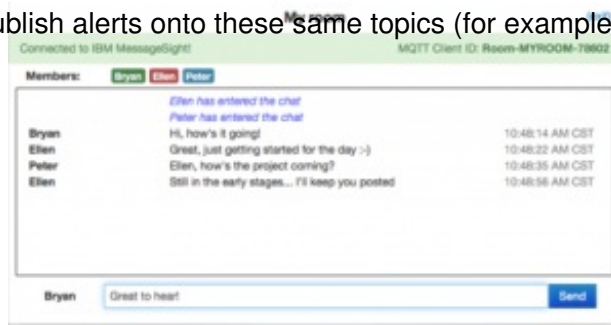 ublish alerts onto these same topics (for example
My room
Connected to IBM MessageSight! MQTT Client ID: Room-MYROOM-78602
Members: Bryan Ellen Peter
Ellen has entered the chat
Peter has entered the chat
Bryan Hi, how's it going! 10:48:14 AM CST
Ellen Great, just getting started for the day :-) 10:48:22 AM CST
Peter Ellen, how's the project coming? 10:48:35 AM CST
Ellen Still in the early stages... I'll keep you posted 10:48:56 AM CST
Bryan Great to hear! Send